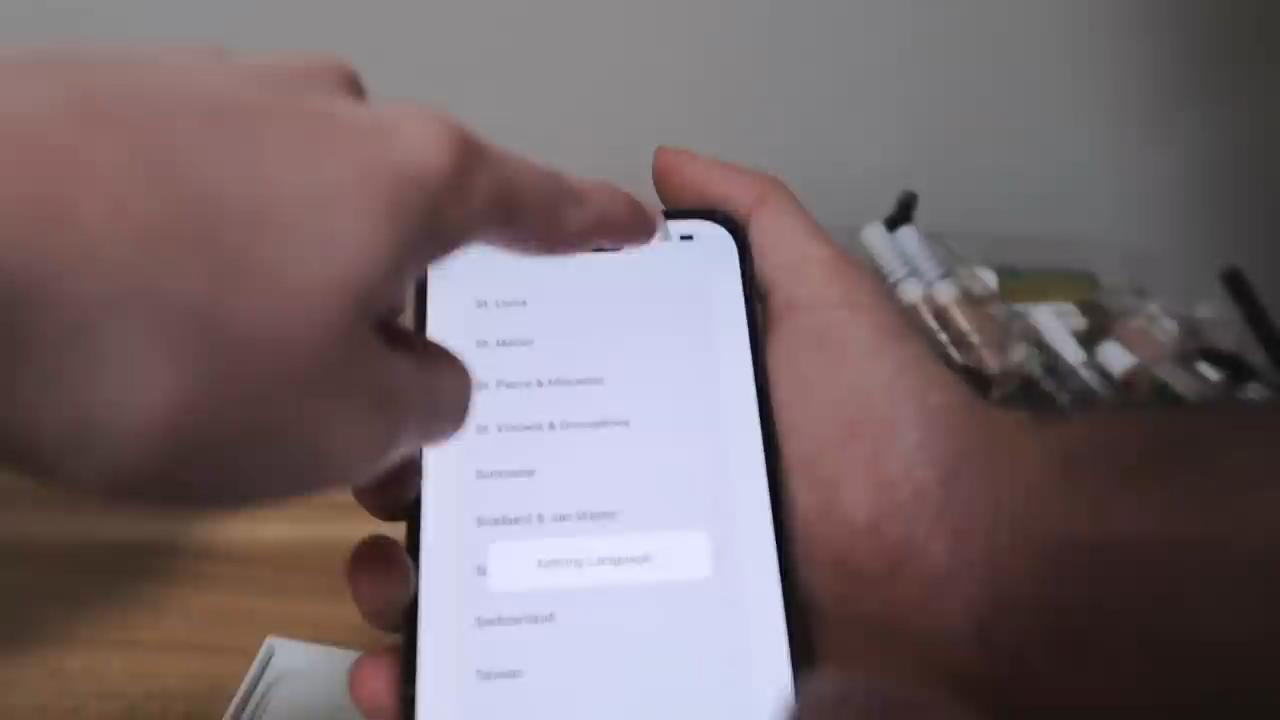 St. Lucia
St. Martin
St. Pierre & Miquelon
St. Vincent & Grenadines
Suriname
Svalbard & Jan Mayen
Setting Language
Switzerland
Taiwan